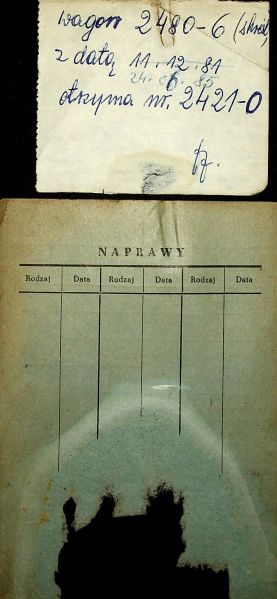 wagon 2480-6 (skreśl)
z datą 11.12.81
24.06.85
otrzyma nr. 2421-0
NAPRAWY
Rodzaj Data Rodzaj Data Rodzaj Data